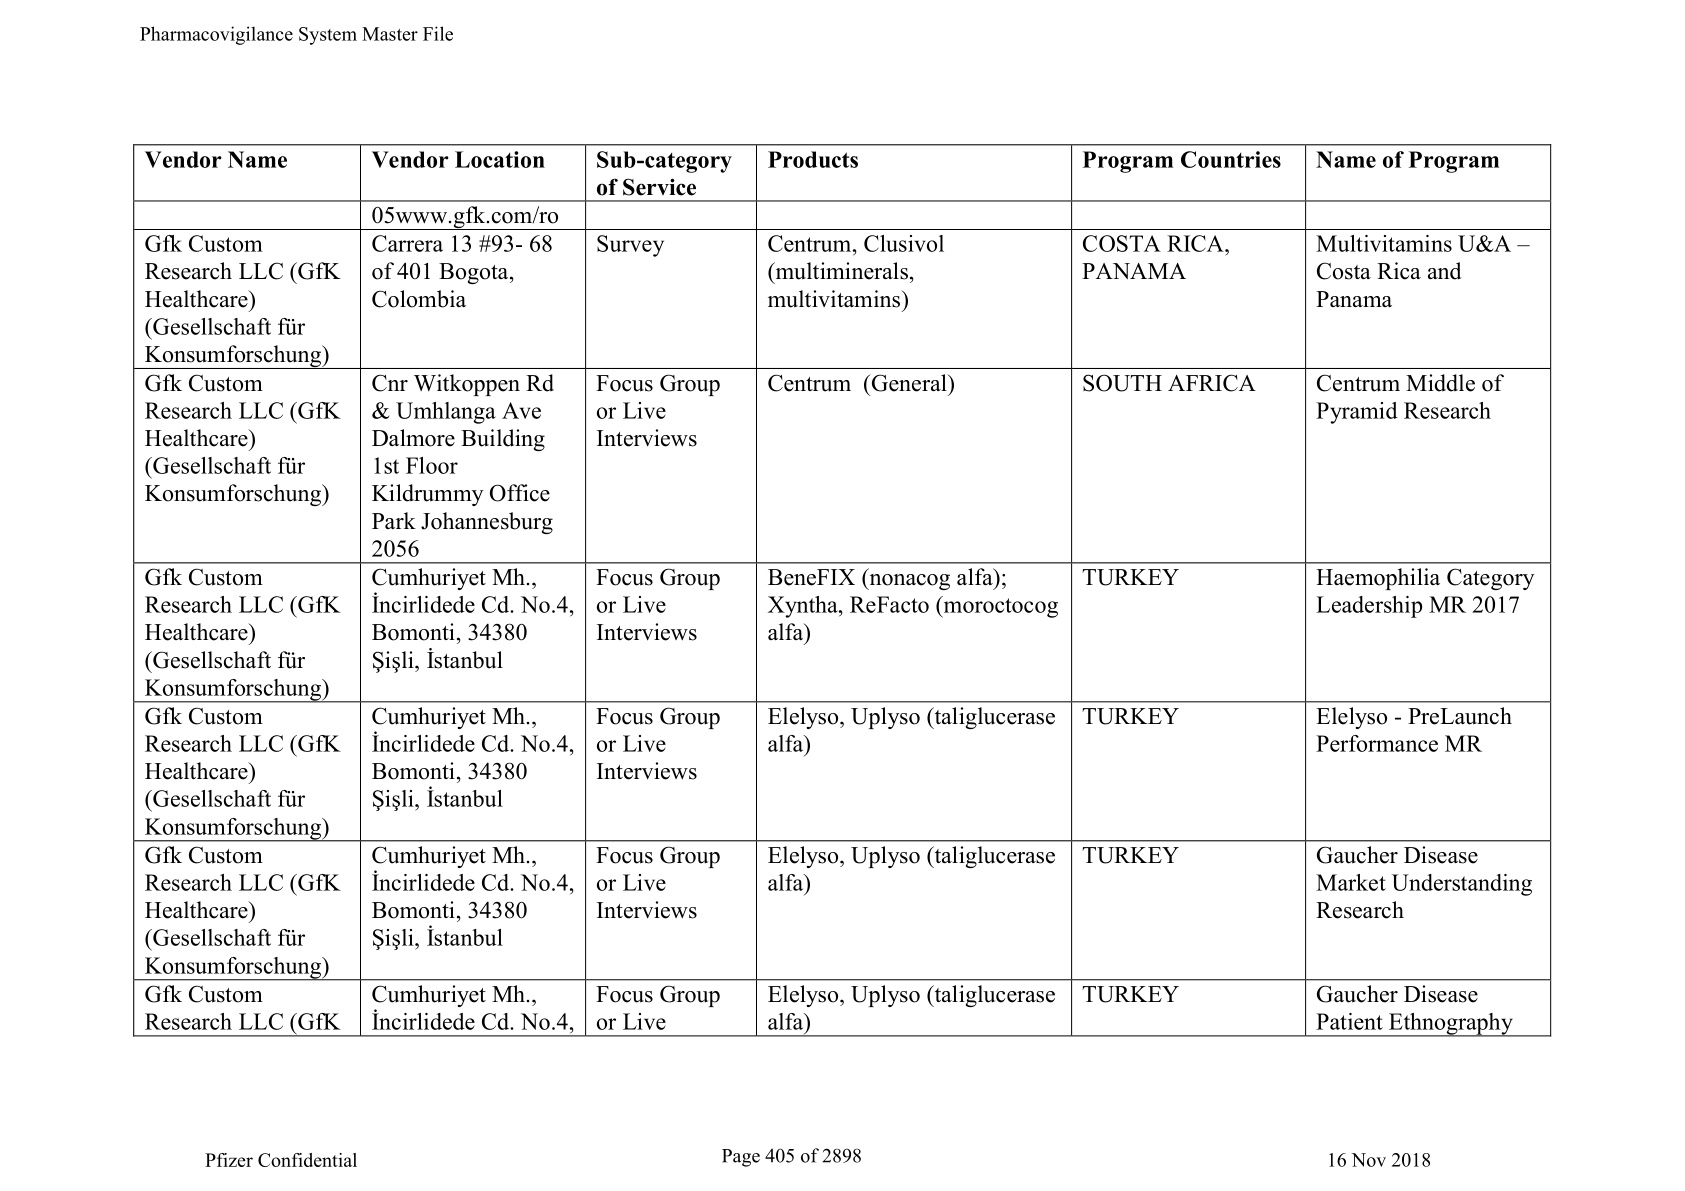 Pharmacovigilance System Master File
Vendor Name
Vendor Location
Sub-category
of Service
Products
Program Countries
Name of Program
05www.gfk.com/ro
Gfk Custom
Research LLC (GfK
Healthcare)
(Gesellschaft für
Konsumforschung)
Carrera 13 #93- 68
of 401 Bogota,
Colombia
Survey
Centrum, Clusivol
(multiminerals,
multivitamins)
COSTA RICA,
PANAMA
Multivitamins U&A –
Costa Rica and
Panama
Gfk Custom
Research LLC (GfK
Healthcare)
(Gesellschaft für
Konsumforschung)
Cnr Witkoppen Rd
& Umhlanga Ave
Dalmore Building
1st Floor
Kildrummy Office
Park Johannesburg
2056
Focus Group
or Live
Interviews
Centrum  (General)
SOUTH AFRICA
Centrum Middle of
Pyramid Research
Gfk Custom
Research LLC (GfK
Healthcare)
(Gesellschaft für
Konsumforschung)
Cumhuriyet Mh.,
İncirlidede Cd. No.4,
Bomonti, 34380
Şişli, İstanbul
Focus Group
or Live
Interviews
BeneFIX (nonacog alfa);
Xyntha, ReFacto (moroctocog
alfa)
TURKEY
Haemophilia Category
Leadership MR 2017
Gfk Custom
Research LLC (GfK
Healthcare)
(Gesellschaft für
Konsumforschung)
Cumhuriyet Mh.,
İncirlidede Cd. No.4,
Bomonti, 34380
Şişli, İstanbul
Focus Group
or Live
Interviews
Elelyso, Uplyso (taliglucerase
alfa)
TURKEY
Elelyso - PreLaunch
Performance MR
Gfk Custom
Research LLC (GfK
Healthcare)
(Gesellschaft für
Konsumforschung)
Cumhuriyet Mh.,
İncirlidede Cd. No.4,
Bomonti, 34380
Şişli, İstanbul
Focus Group
or Live
Interviews
Elelyso, Uplyso (taliglucerase
alfa)
TURKEY
Gaucher Disease
Market Understanding
Research
Gfk Custom
Research LLC (GfK
Cumhuriyet Mh.,
İncirlidede Cd. No.4,
Focus Group
or Live
Elelyso, Uplyso (taliglucerase
alfa)
TURKEY
Gaucher Disease
Patient Ethnography
Pfizer Confidential
Page 405 of 2898
16 Nov 2018